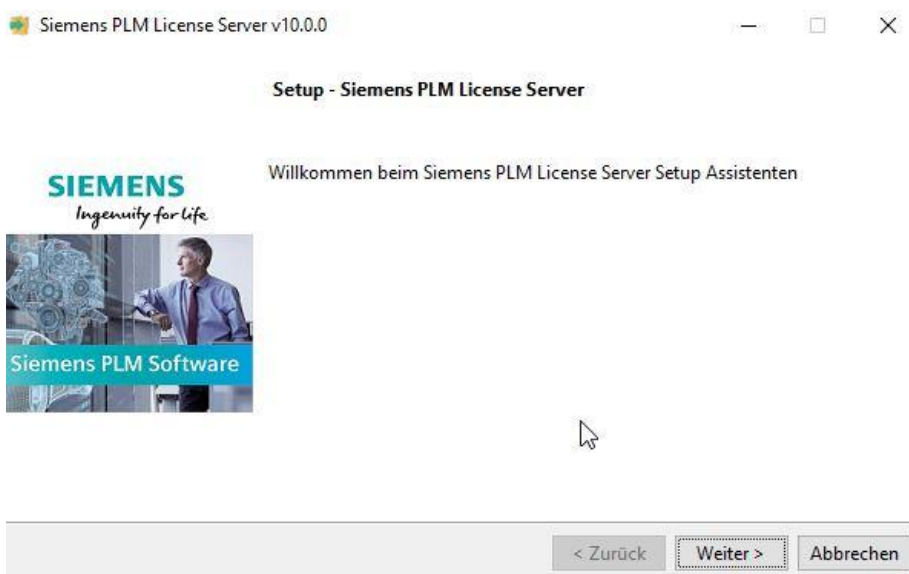 Siemens PLM License Server v10.0.0
Setup - Siemens PLM License Server
Willkommen beim Siemens PLM License Server Setup Assistenten
SIEMENS
Ingenuity for life
Siemens PLM Software
< Zurück
Weiter >
Abbrechen